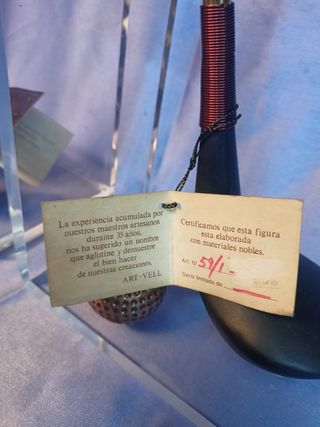 La experiencia acumulada por
nuestros maestros artesanos
durante 35 años,
nos ha superido un nombre
que aglutine y demuestre
el bien hacer
de nuestras creaciones.
ART-VELL
Certificamos que esta figura
esta elaborada
con materiales nobles.
Art. Nº 59/1-
Serie limitada de